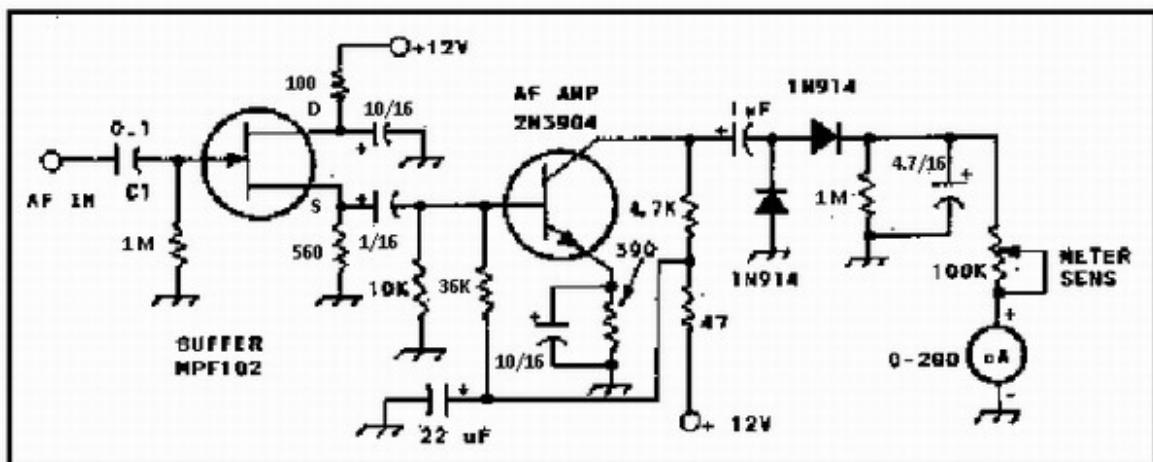 +12V
100
D
10/16
AF AMP
2N3904
1 uF
1N914
0.1
C1
AF IN
S
1M
560
1/16
10K
36K
390
4.7K
47
1N914
1M
4.7/16
100K
METER
SENS
BUFFER
MPF102
10/16
22 uF
+ 12V
0-200
uA